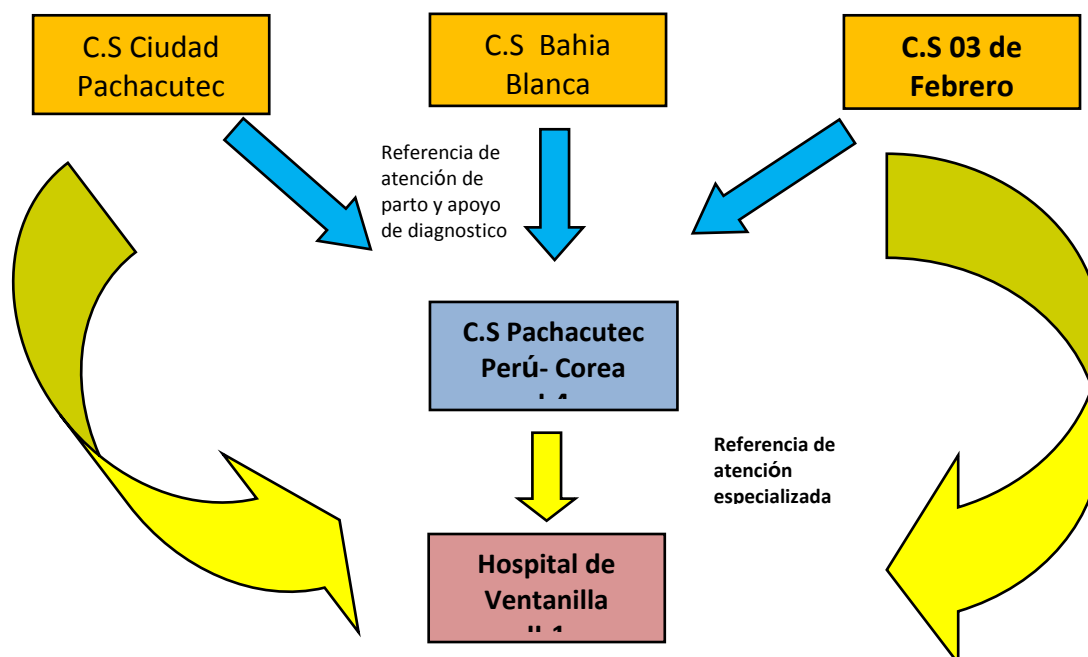 C.S Ciudad
Pachacutec
C.S Bahia
Blanca
C.S 03 de
Febrero
Referencia de
atención de
parto y apoyo
de diagnostico
C.S Pachacutec
Perú- Corea
Referencia de
atención
especializada
Hospital de
Ventanilla